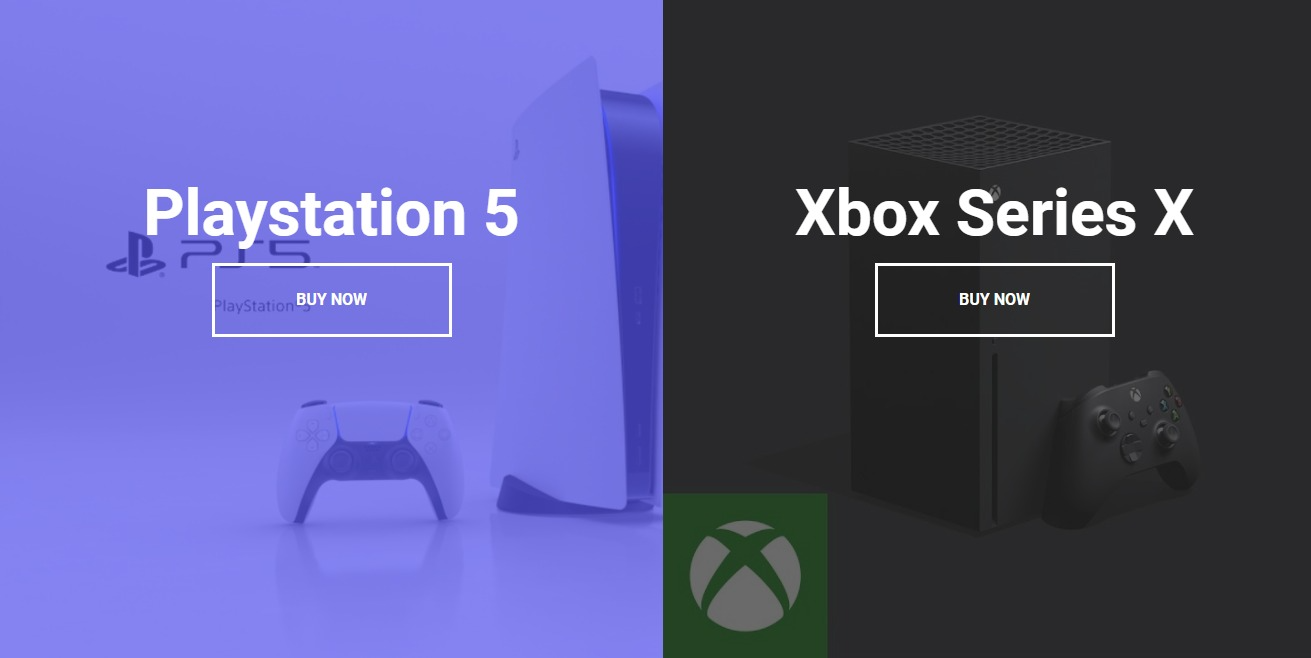 Playstation 5
PS5
PlayStation 5
BUY NOW
Xbox Series X
BUY NOW